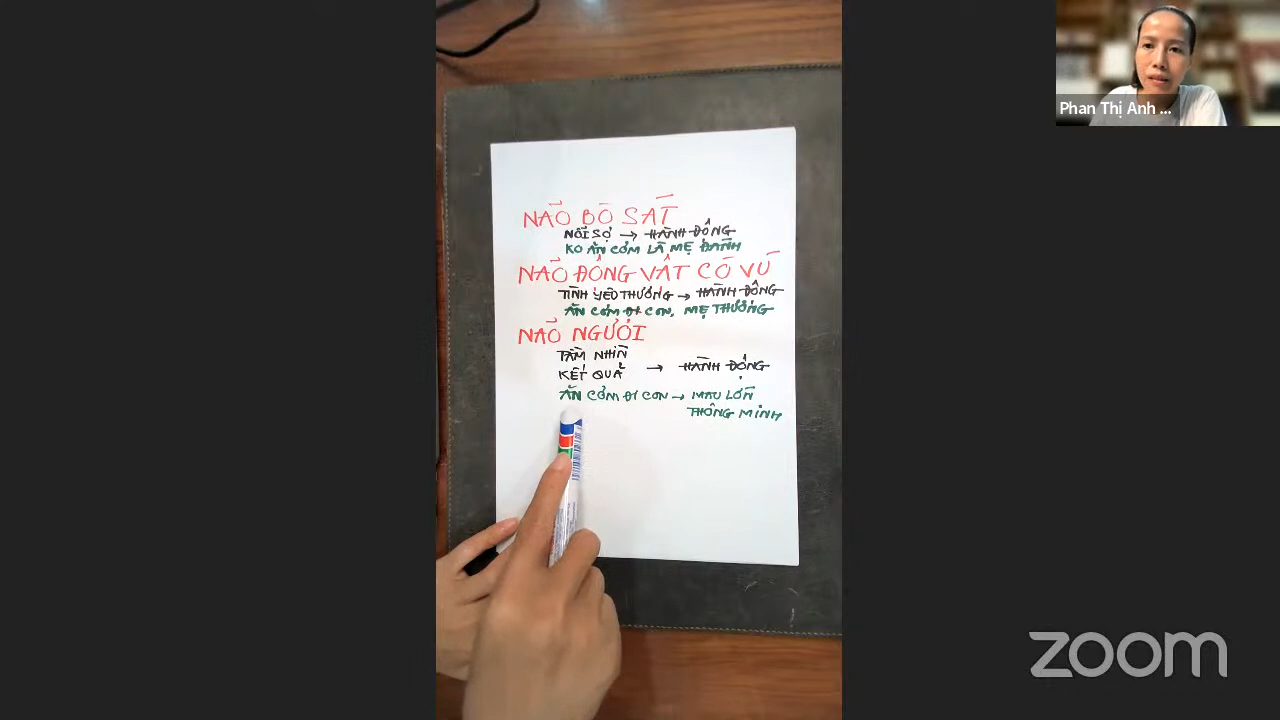 NÃO BÒ SÁT
NỖI SỢ → HÀNH ĐỘNG
KO ĂN CƠM LÀ MẸ ĐÁNH
NÃO ĐỘNG VẬT CÓ VÚ
TÌNH YÊU THƯƠNG → HÀNH ĐỘNG
ĂN CƠM ĐI CON, MẸ THƯƠNG
NÃO NGƯỜI
TẦM NHÌN
KẾT QUẢ → HÀNH ĐỘNG
ĂN CƠM ĐI CON → MAU LỚN
THÔNG MINH
Phan Thị Anh ...
zoom